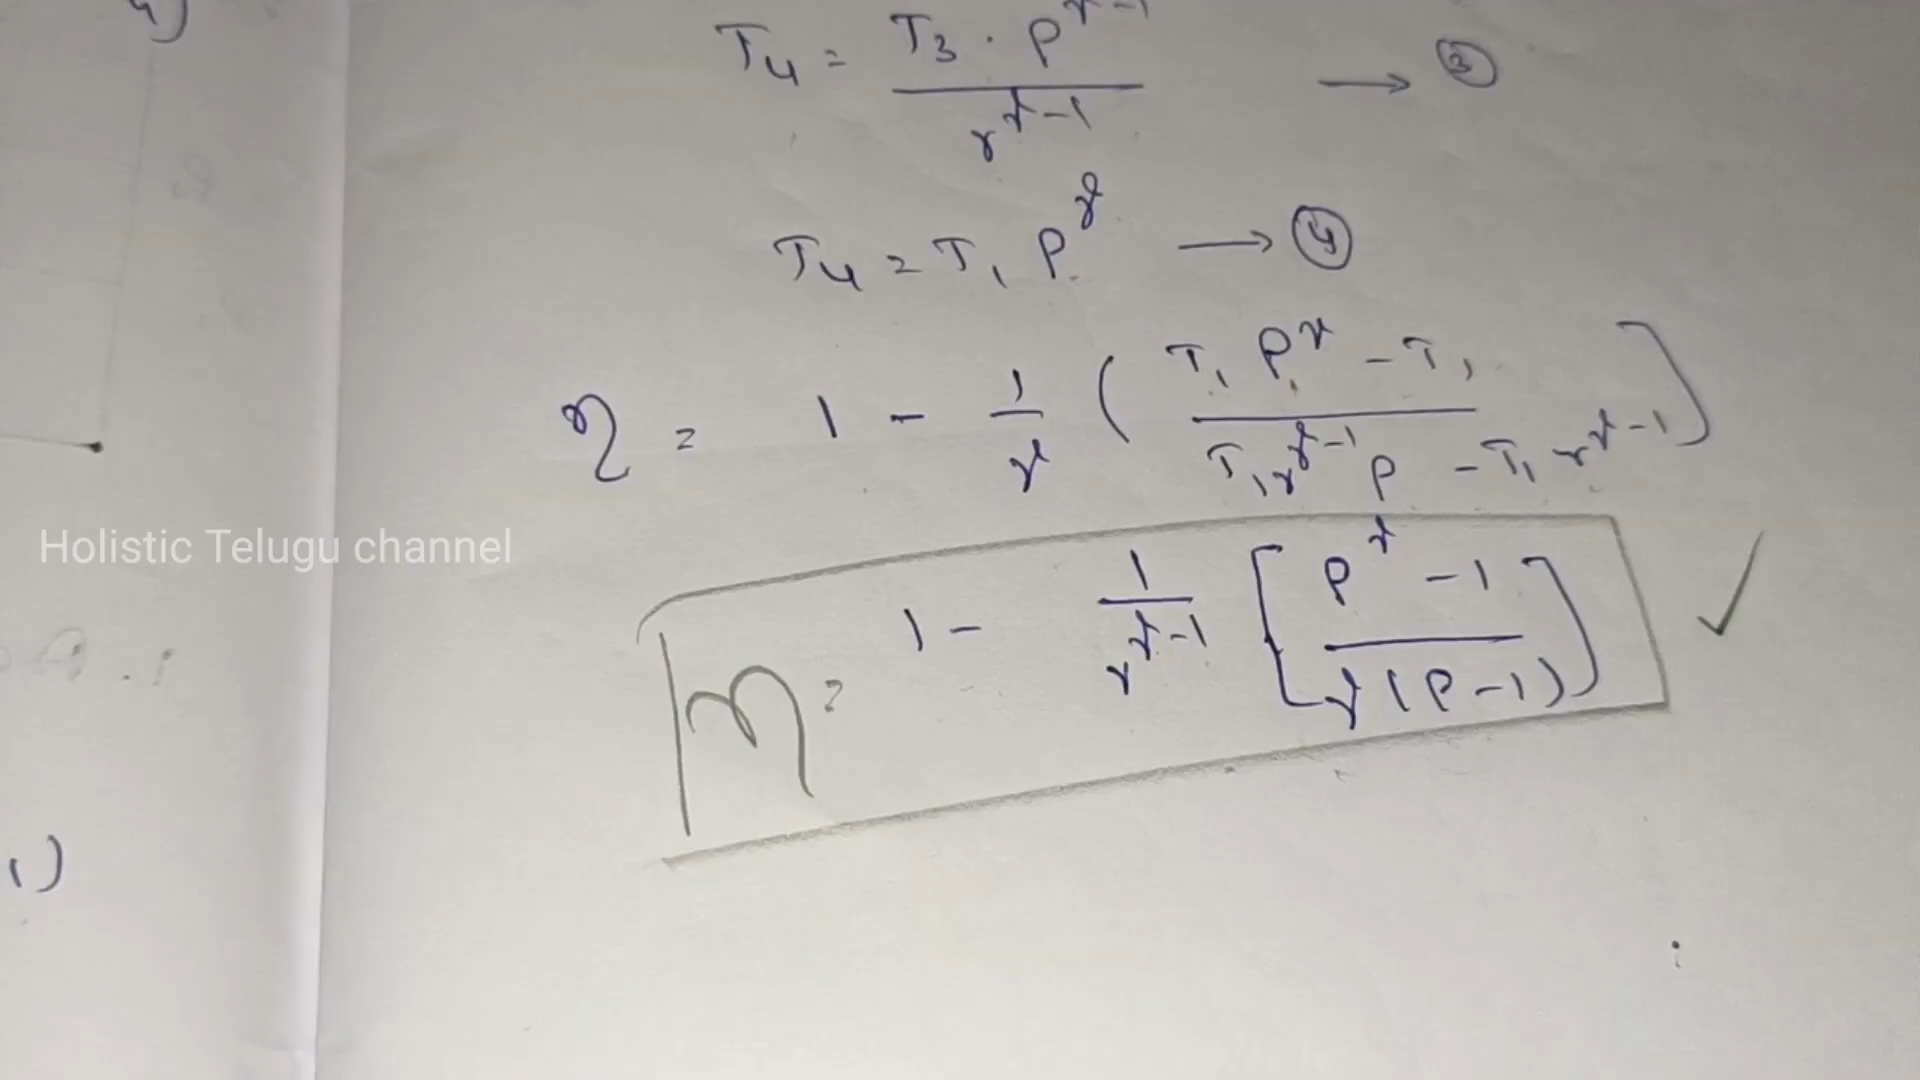 T₄ = T₃ · ρ^(γ-1) / r^(γ-1) → ③
T₄ = T₁ ρ^γ → ④
η = 1 - 1/γ ( T₁ ρ^γ - T₁ / T₁ r^(γ-1) ρ - T₁ r^(γ-1) ]
Holistic Telugu channel
η = 1 - 1/r^(γ-1) [ ρ^γ - 1 / γ(ρ-1) ] ✓
1)